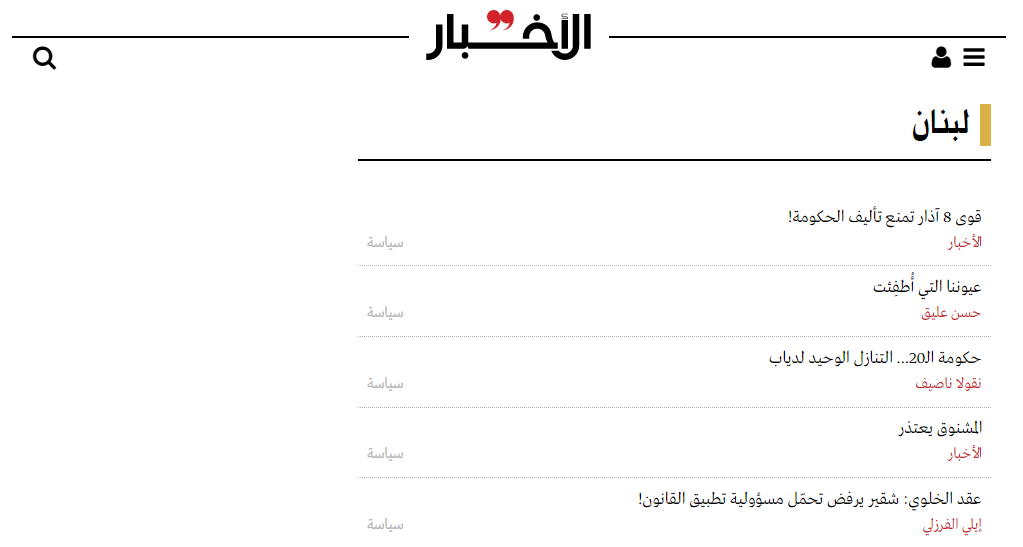 الأخبار
لبنان
قوى 8 آذار تمنع تأليف الحكومة!
الأخبار
سياسة
عيوننا التي أُطفِئت
حسن عليق
سياسة
حكومة الـ20... التنازل الوحيد لدياب
نقولا ناصيف
سياسة
المشنوق يعتذر
الأخبار
سياسة
عقد الخلوي: شقير يرفض تحمّل مسؤولية تطبيق القانون!
إيلي الفرزلي
سياسة